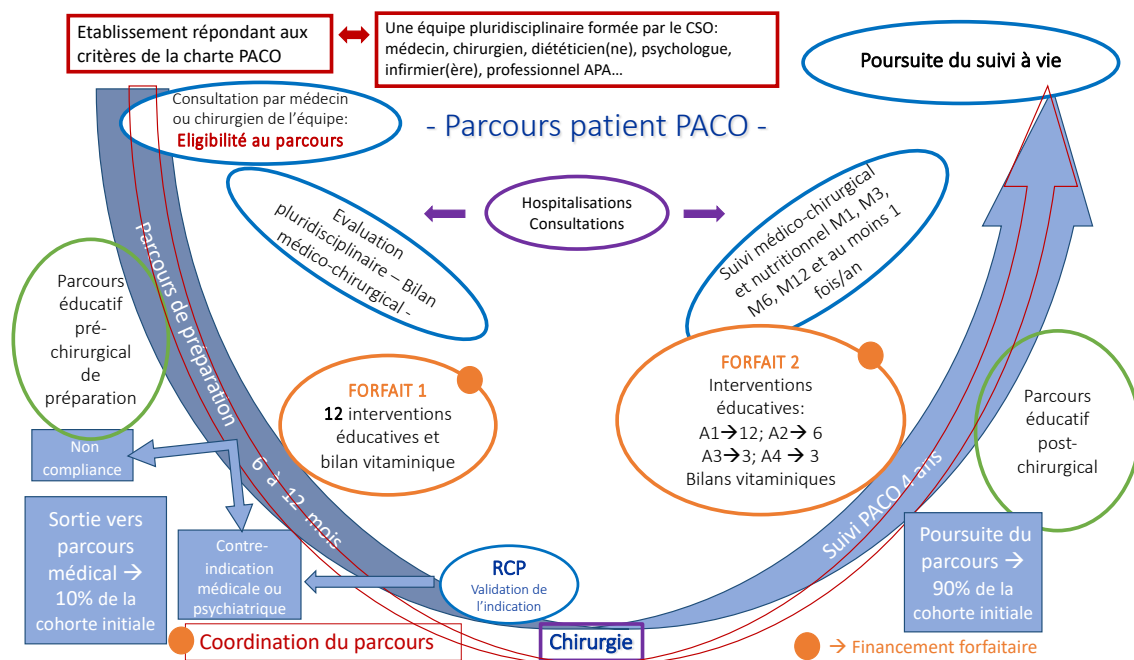 Etablissement répondant aux
critères de la charte PACO
Une équipe pluridisciplinaire formée par le CSO:
médecin, chirurgien, diététicien(ne), psychologue,
infirmier(ère), professionnel APA...
Poursuite du suivi à vie
Consultation par médecin
ou chirurgien de l'équipe:
Eligibilité au parcours
- Parcours patient PACO -
Evaluation
pluridisciplinaire – Bilan
médico-chirurgical -
Hospitalisations
Consultations
Suivi médico-chirurgical
et nutritionnel M1, M3,
M6, M12 et au moins 1
fois/an
Parcours de préparation
6 à 12 mois
Parcours
éducatif
pré-
chirurgical
de
préparation
FORFAIT 1
12 interventions
éducatives et
bilan vitaminique
FORFAIT 2
Interventions
éducatives:
A1→12; A2→ 6
A3→3; A4 → 3
Bilans vitaminiques
Parcours
éducatif
post-
chirurgical
Suivi PACO 4 ans
Non
compliance
Sortie vers
parcours
médical →
10% de la
cohorte initiale
Contre-
indication
médicale ou
psychiatrique
RCP
Validation de
l'indication
Poursuite du
parcours →
90% de la
cohorte initiale
Coordination du parcours
Chirurgie
→ Financement forfaitaire